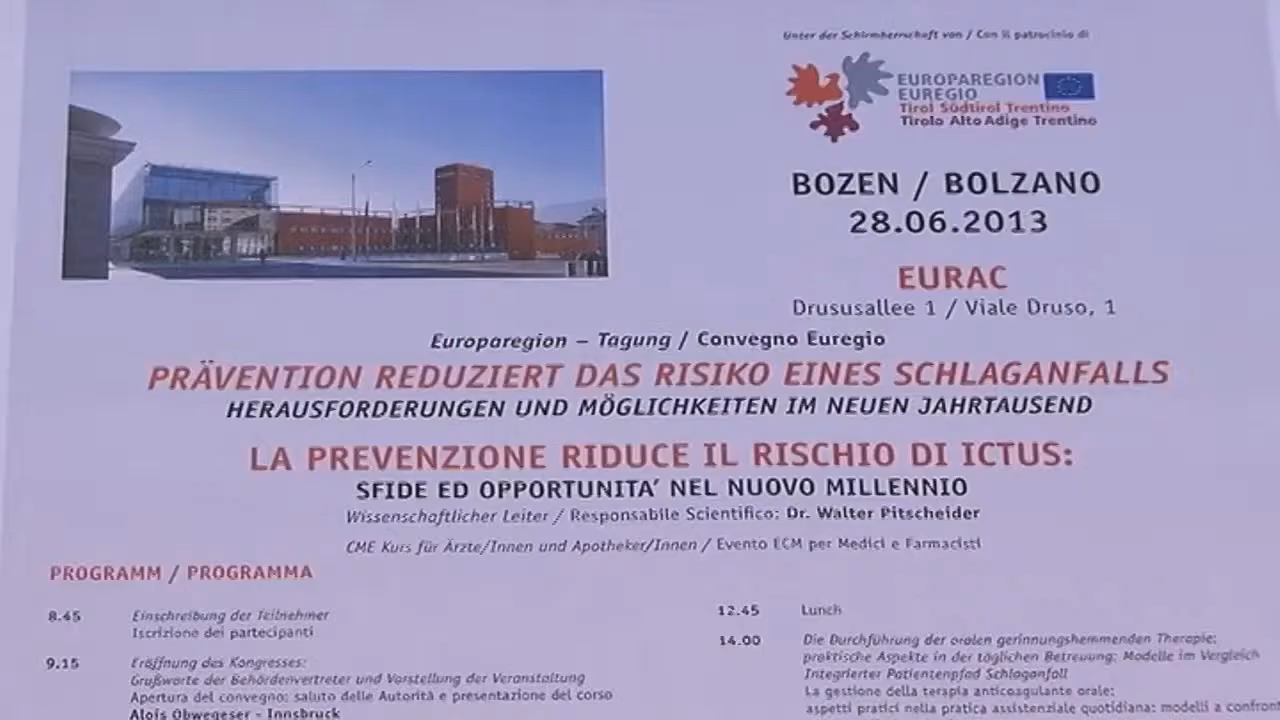 Unter der Schirmherrschaft von / Con il patrocinio di
EUROPAREGION
EUREGIO
Tirol Südtirol Trentino
Tirolo Alto Adige Trentino
BOZEN / BOLZANO
28.06.2013
EURAC
Drususallee 1 / Viale Druso, 1
Europaregion – Tagung / Convegno Euregio
PRÄVENTION REDUZIERT DAS RISIKO EINES SCHLAGANFALLS
HERAUSFORDERUNGEN UND MÖGLICHKEITEN IM NEUEN JAHRTAUSEND
LA PREVENZIONE RIDUCE IL RISCHIO DI ICTUS:
SFIDE ED OPPORTUNITA' NEL NUOVO MILLENNIO
Wissenschaftlicher Leiter / Responsabile Scientifico: Dr. Walter Pitscheider
CME Kurs für Ärzte/Innen und Apotheker/Innen / Evento ECM per Medici e Farmacisti
PROGRAMM / PROGRAMMA
8.45 Einschreibung der Teilnehmer
Iscrizione dei partecipanti
9.15 Eröffnung des Kongresses:
Grußworte der Behördenvertreter und Vorstellung der Veranstaltung
Apertura del convegno: saluto delle Autorità e presentazione del corso
Alois Obwegeser - Innsbruck
12.45 Lunch
14.00 Die Durchführung der oralen gerinnungshemmenden Therapie:
praktische Aspekte in der täglichen Betreuung: Modelle im Vergleich
Integrierter Patientenpfad Schlaganfall
La gestione della terapia anticoagulante orale:
aspetti pratici nella pratica assistenziale quotidiana: modelli a confron